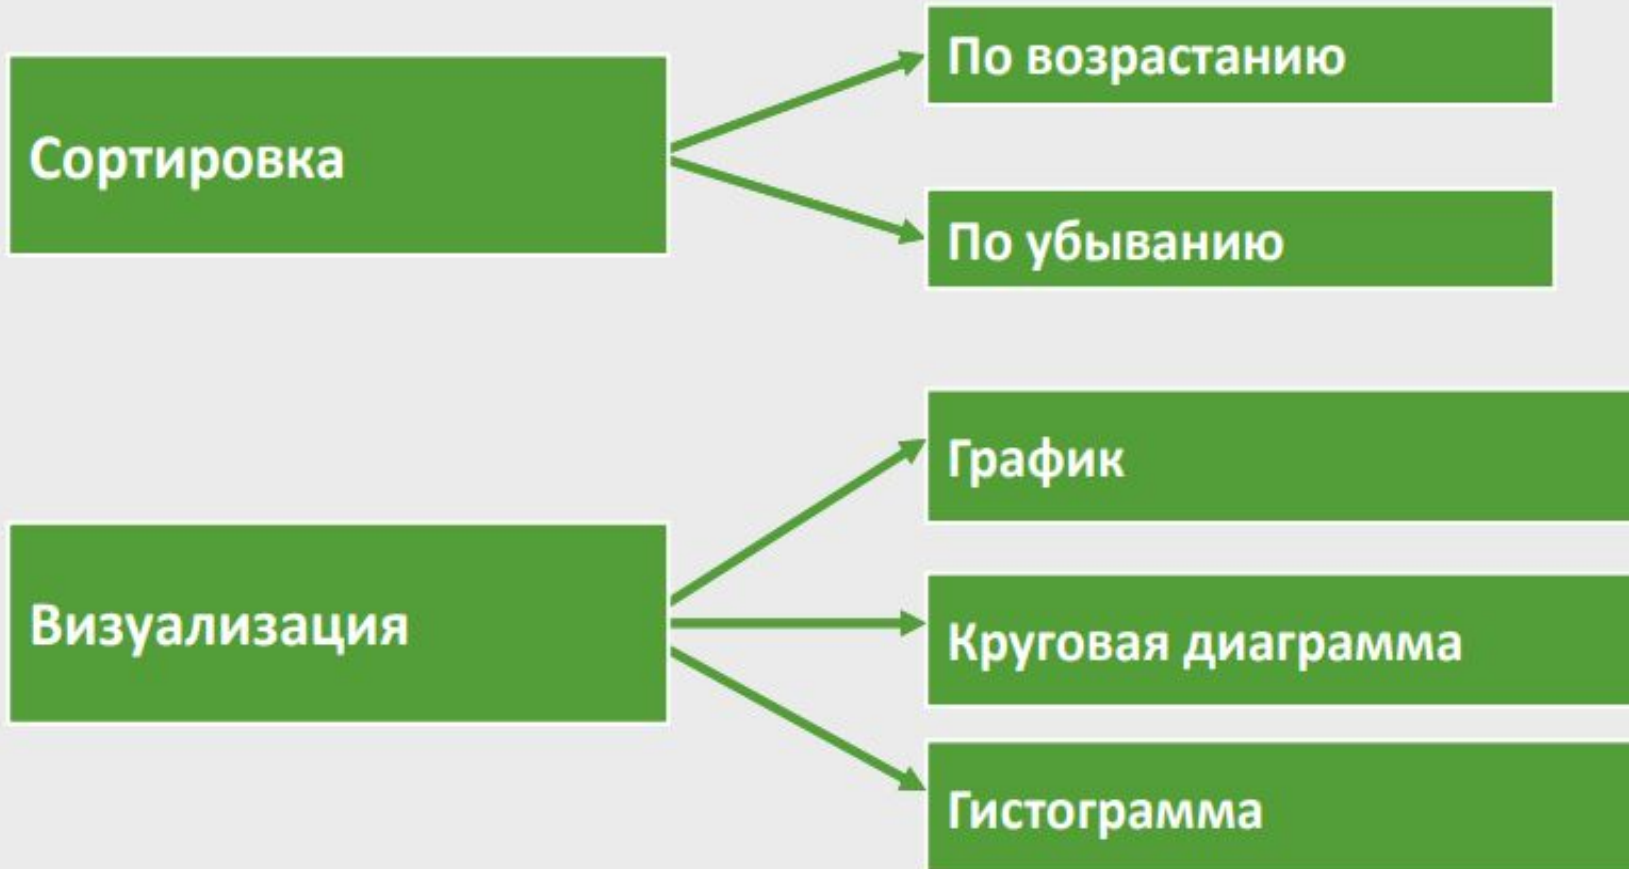 Сортировка
По возрастанию
По убыванию
Визуализация
График
Круговая диаграмма
Гистограмма